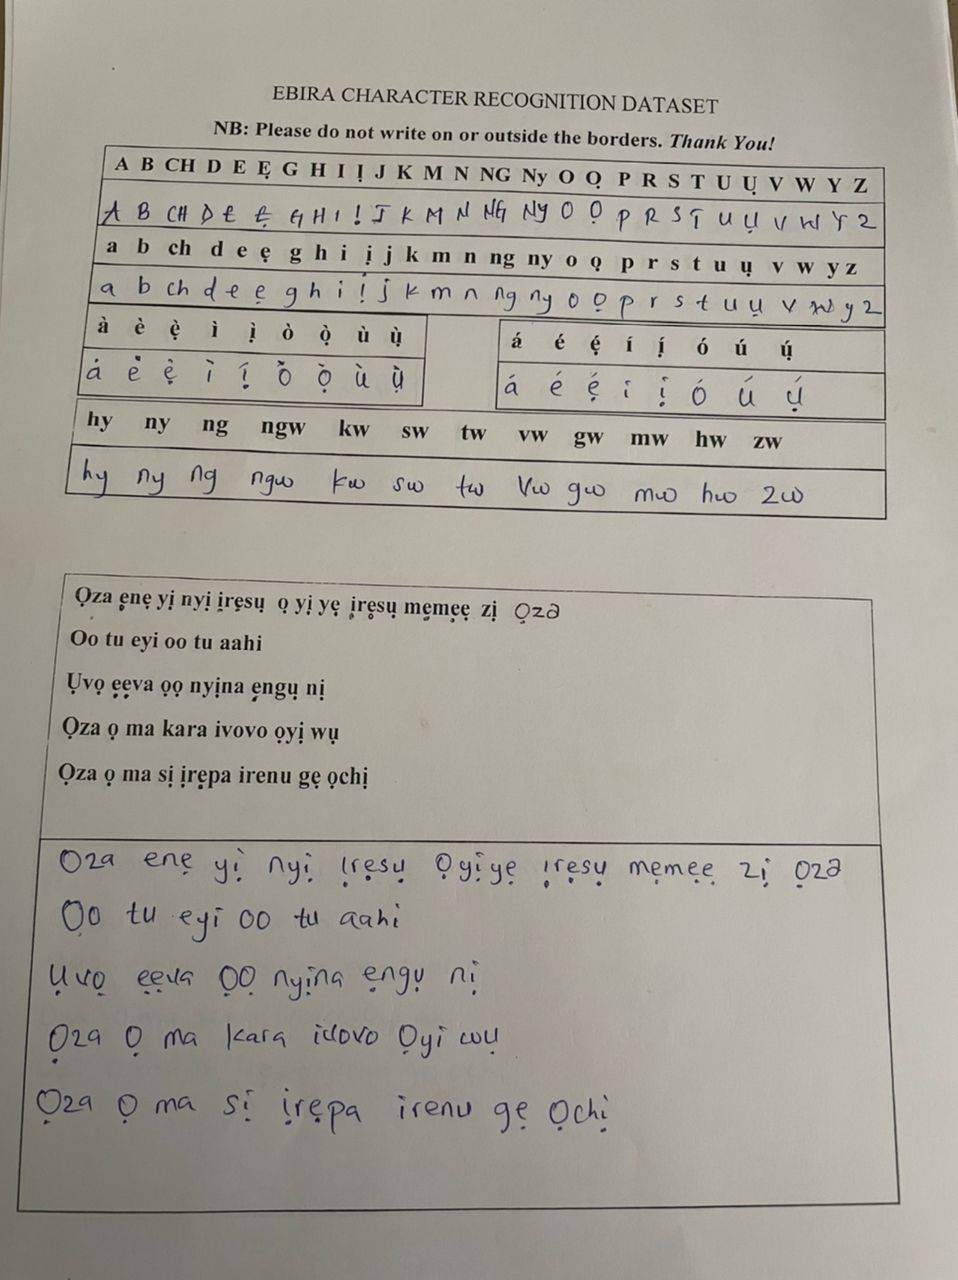 EBIRA CHARACTER RECOGNITION DATASET
NB: Please do not write on or outside the borders. Thank You!
A B CH D E Ẹ G H I Ị J K M N NG Ny O Ọ P R S T U Ụ V W Y Z
A B CH D E Ẹ G H I Ị J K M N NG Ny O Ọ P R S T U Ụ V W Y Z
a b ch d e ẹ g h i ị j k m n ng ny o ọ p r s t u ụ v w y z
a b ch d e ẹ g h i ị j k m n ng ny o ọ p r s t u ụ v w y z
à è ẹ̀ ì ị̀ ò ọ̀ ù ụ̀ á é ẹ́ í ị́ ó ú ụ́
á è ẹ̀ ì ị́ ò ọ̀ ù ụ̀ á é ẹ́ í ị́ ó ú ụ́
hy ny ng ngw kw sw tw vw gw mw hw zw
hy ny ng ngw kw sw tw vw gw mw hw zw
Ọza ẹnẹ yị nyị ịrẹsụ ọ yị yẹ ịrẹsụ mẹmẹẹ zị Ọza
Oo tu eyi oo tu aahi
Ụvọ ẹẹva ọọ nyịna ẹngụ nị
Ọza ọ ma kara ivovo ọyị wụ
Ọza ọ ma sị ịrẹpa irenu gẹ ọchị
Oza enẹ yị nyị ịrẹsụ Ọyịyẹ ịrẹsụ mẹmẹẹ zị Ọza
Oo tu eyi oo tu aahi
Ụvọ ẹẹva ỌỌ nyịna ẹngụ nị
Ọza Ọ ma kara ivovo Ọyi wụ
Ọza Ọ ma sị ịrẹpa irenu gẹ Ọchị